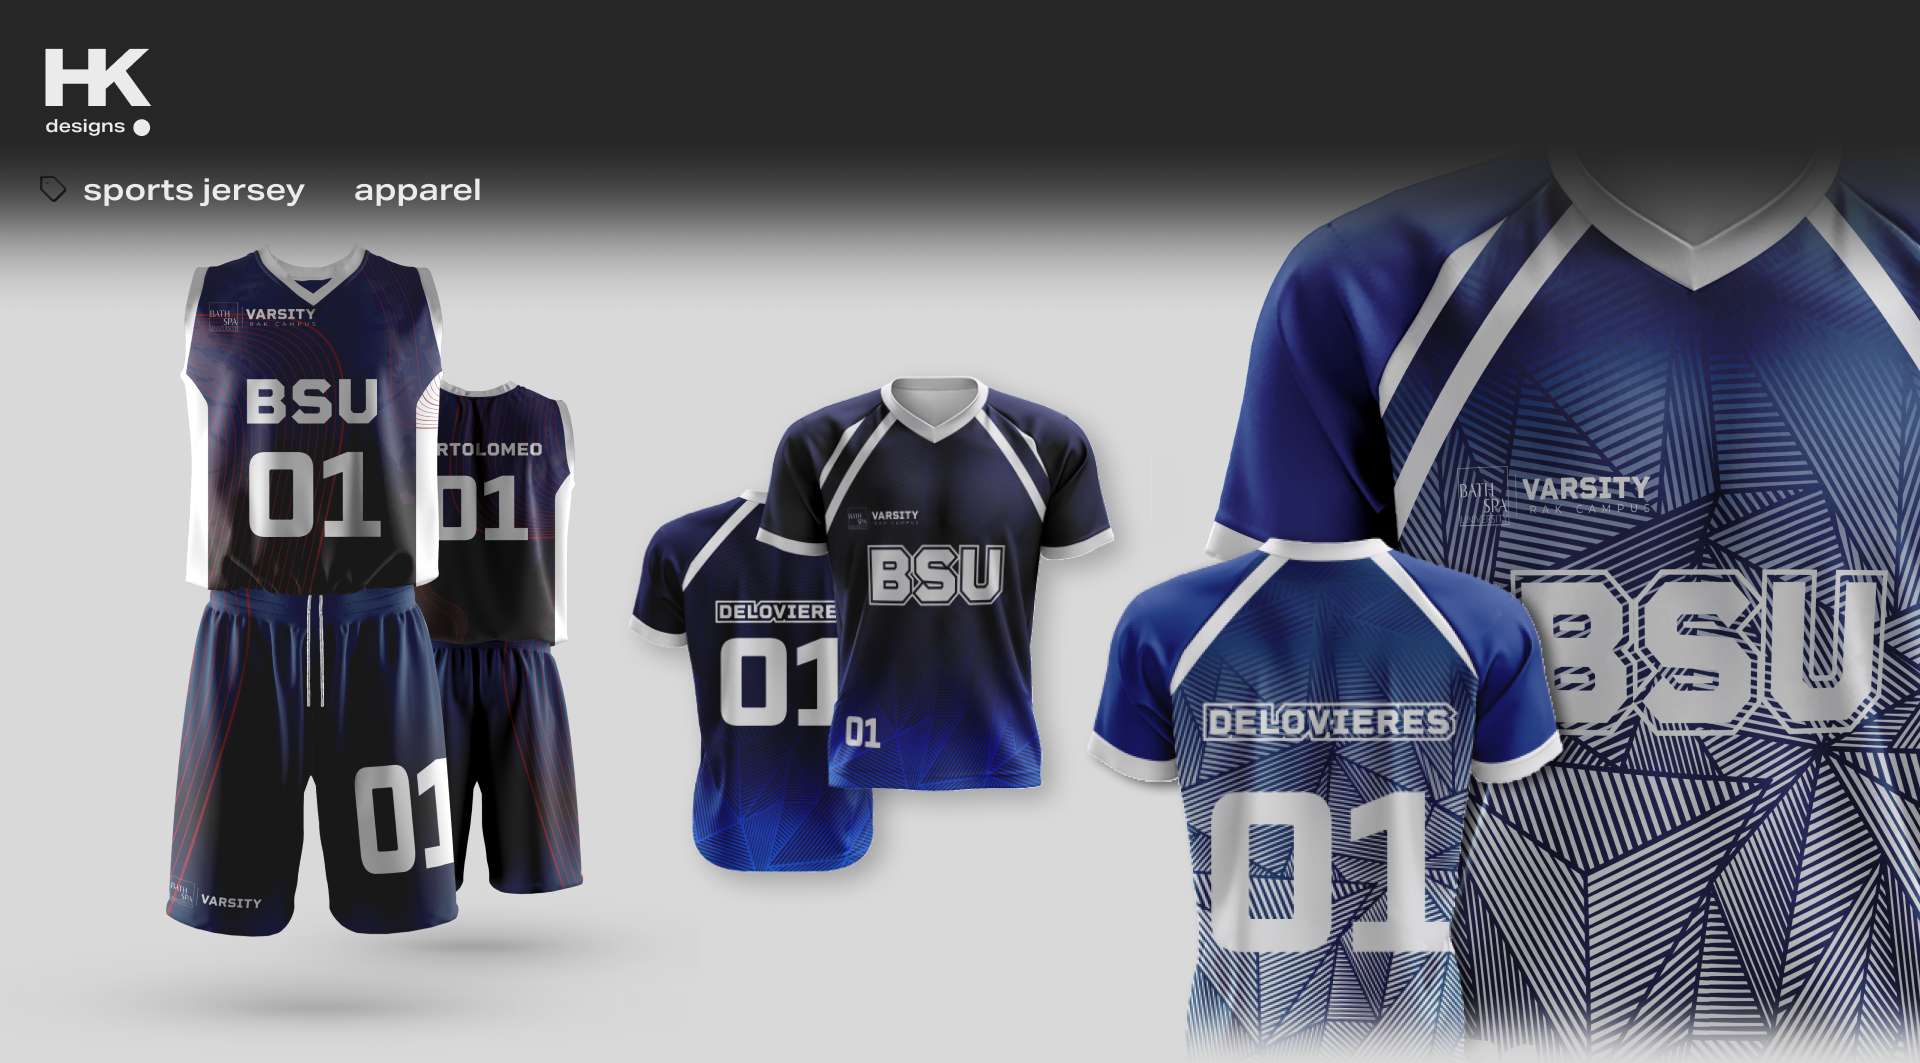 HK
designs
sports jersey apparel
BATH
SPA
UNIVERSITY
VARSITY
RAK CAMPUS
BSU
01
RTOLOMEO
01
01
BATH
SPA
VARSITY
DELOVIERE
01
BATH
SPA
VARSITY
RAK CAMPUS
BSU
01
BATH
SPA
UNIVERSITY
VARSITY
RAK CAMPUS
BSU
DELOVIERES
01